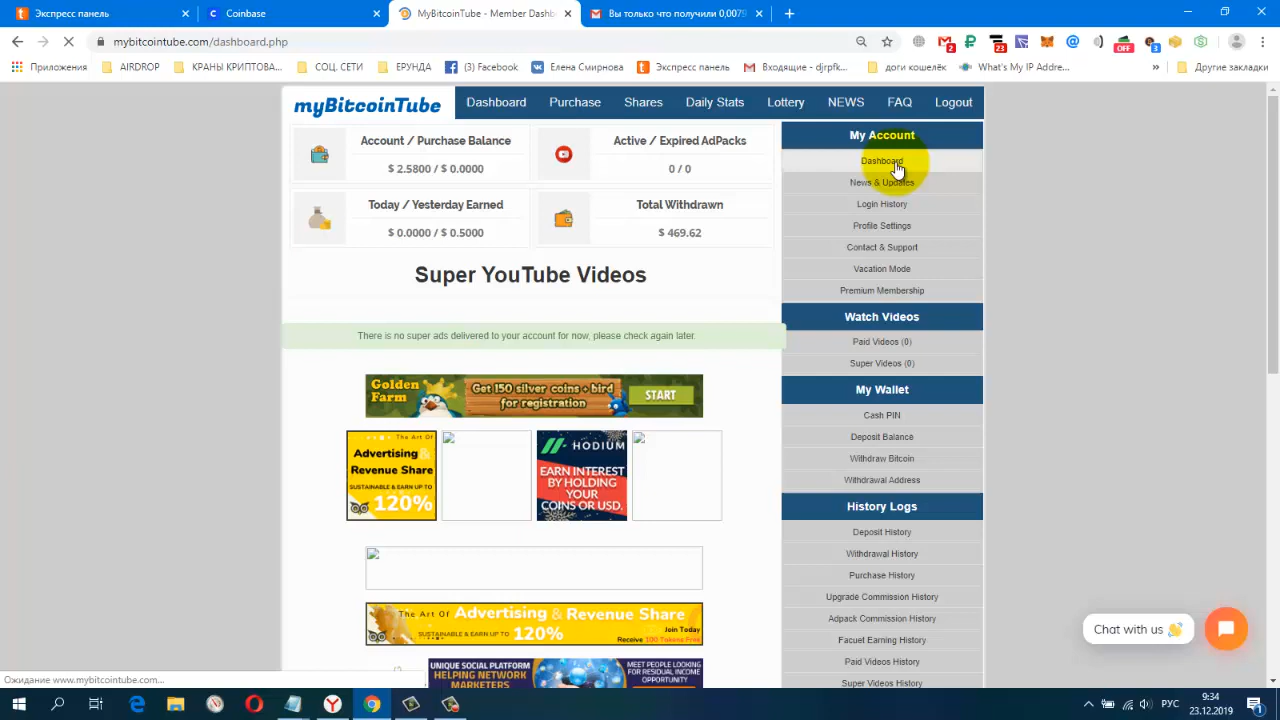 Экспресс панель
Coinbase
MyBitcoinTube - Member Dashb
Вы только что получили 0,0079
mybitcointube.com/dashboard.php
2
23
OFF
3
Приложения
AIRDROP
КРАНЫ КРИПТОВА...
СОЦ. СЕТИ
ЕРУНДА
(3) Facebook
Елена Смирнова
Экспресс панель
Входящие - djrpfk...
доги кошелёк
What's My IP Addre...
»
Другие закладки
myBitcoinTube
Dashboard
Purchase
Shares
Daily Stats
Lottery
NEWS
FAQ
Logout
Account / Purchase Balance
$ 2.5800 / $ 0.0000
Active / Expired AdPacks
0 / 0
Today / Yesterday Earned
$ 0.0000 / $ 0.5000
Total Withdrawn
$ 469.62
Super YouTube Videos
There is no super ads delivered to your account for now, please check again later.
Golden
Farm
Get 150 silver coins + bird
for registration
START
The Art Of
Advertising &
Revenue Share
SUSTAINABLE & EARN UP TO
120%
HODIUM
EARN INTEREST
BY HOLDING
YOUR
COINS OR USD.
The Art Of Advertising & Revenue Share
SUSTAINABLE & EARN UP TO 120%
Join Today
Receive 100 Tokens Free
UNIQUE SOCIAL PLATFORM
HELPING NETWORK
MARKETERS
MEET PEOPLE LOOKING
FOR RESIDUAL INCOME
OPPORTUNITY
My Account
Dashboard
News & Updates
Login History
Profile Settings
Contact & Support
Vacation Mode
Premium Membership
Watch Videos
Paid Videos (0)
Super Videos (0)
My Wallet
Cash PIN
Deposit Balance
Withdraw Bitcoin
Withdrawal Address
History Logs
Deposit History
Withdrawal History
Purchase History
Upgrade Commission History
Adpack Commission History
Facuet Earning History
Paid Videos History
Super Videos History
Chat with us
Ожидание www.mybitcointube.com...
РУС
9:34
23.12.2019
1